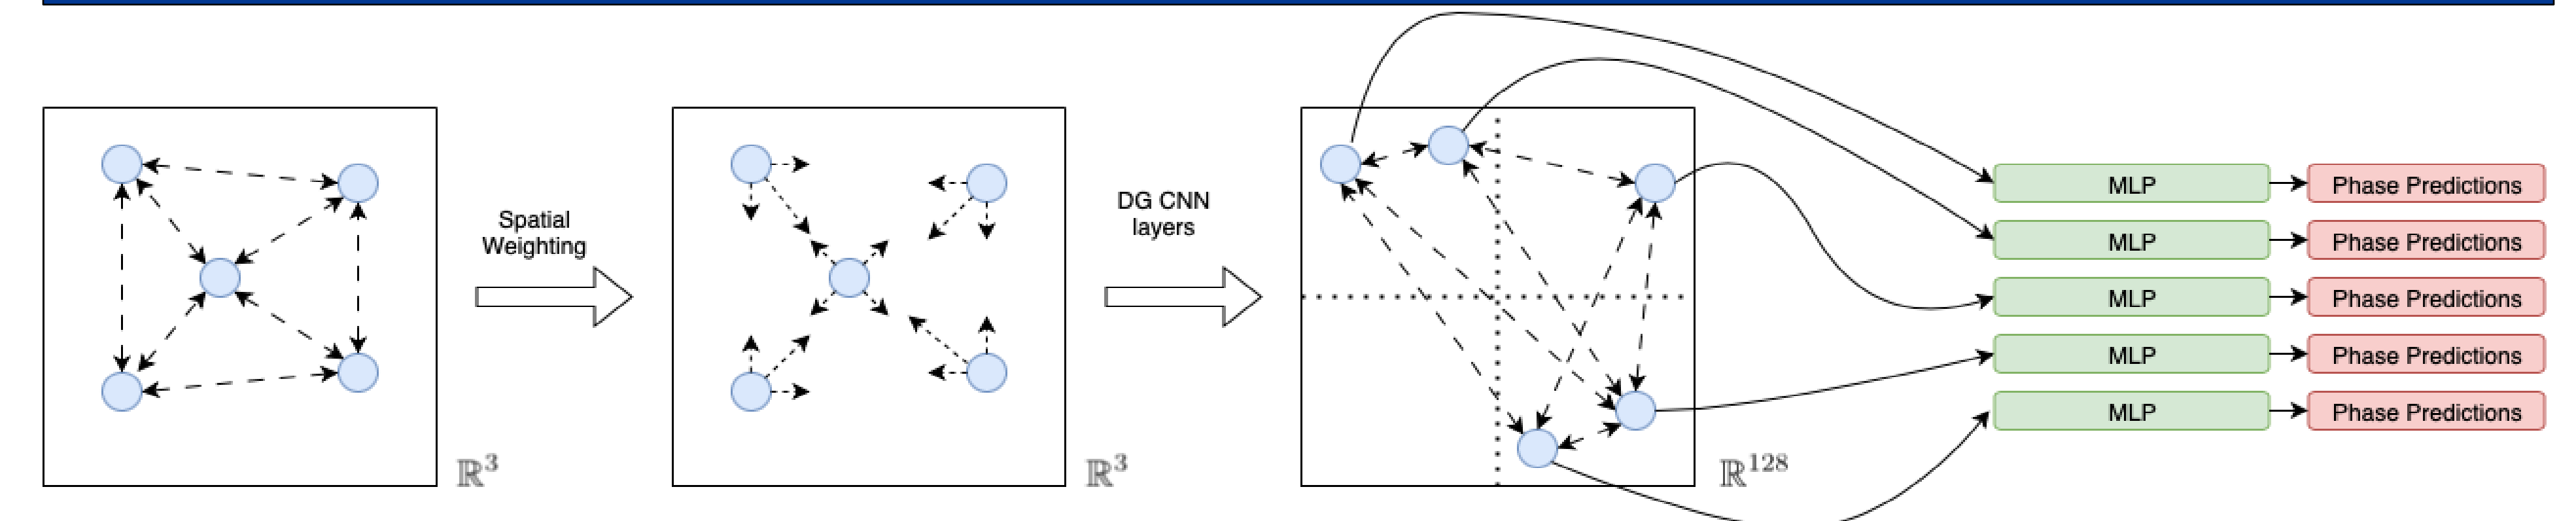 Spatial
Weighting
ℝ³
DG CNN
layers
ℝ³
ℝ¹²⁸
MLP
Phase Predictions
MLP
Phase Predictions
MLP
Phase Predictions
MLP
Phase Predictions
MLP
Phase Predictions